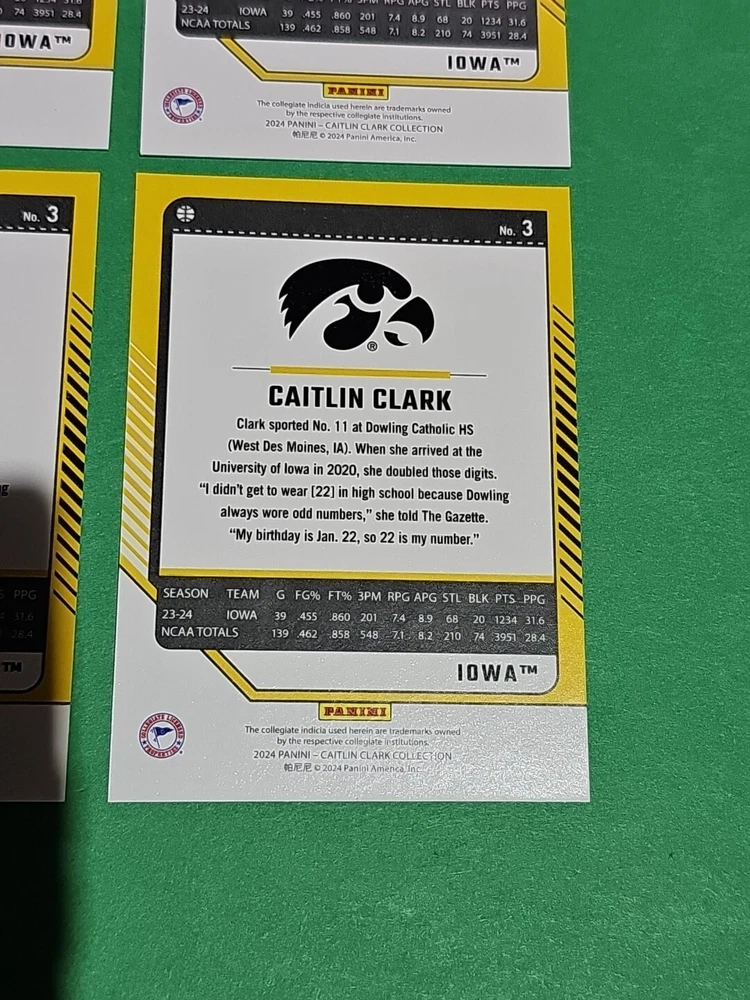 IOWA™
23-24 IOWA 39 .455 .860 201 7.4 8.9 68 20 1234 31.6
NCAA TOTALS 139 .462 .858 548 7.1 8.2 210 74 3951 28.4
IOWA™
PANINI
The collegiate indicia used herein are trademarks owned
by the respective collegiate institutions.
2024 PANINI – CAITLIN CLARK COLLECTION
帕尼尼 © 2024 Panini America, Inc.
No. 3
PPG
31.6
28.4
TM
No. 3
®
CAITLIN CLARK
Clark sported No. 11 at Dowling Catholic HS
(West Des Moines, IA). When she arrived at the
University of Iowa in 2020, she doubled those digits.
“I didn’t get to wear [22] in high school because Dowling
always wore odd numbers,” she told The Gazette.
“My birthday is Jan. 22, so 22 is my number.”
SEASON TEAM G FG% FT% 3PM RPG APG STL BLK PTS PPG
23-24 IOWA 39 .455 .860 201 7.4 8.9 68 20 1234 31.6
NCAA TOTALS 139 .462 .858 548 7.1 8.2 210 74 3951 28.4
IOWA™
PANINI
COLLEGIATE LICENSED
The collegiate indicia used herein are trademarks owned
by the respective collegiate institutions.
2024 PANINI – CAITLIN CLARK COLLECTION
帕尼尼 © 2024 Panini America, Inc.